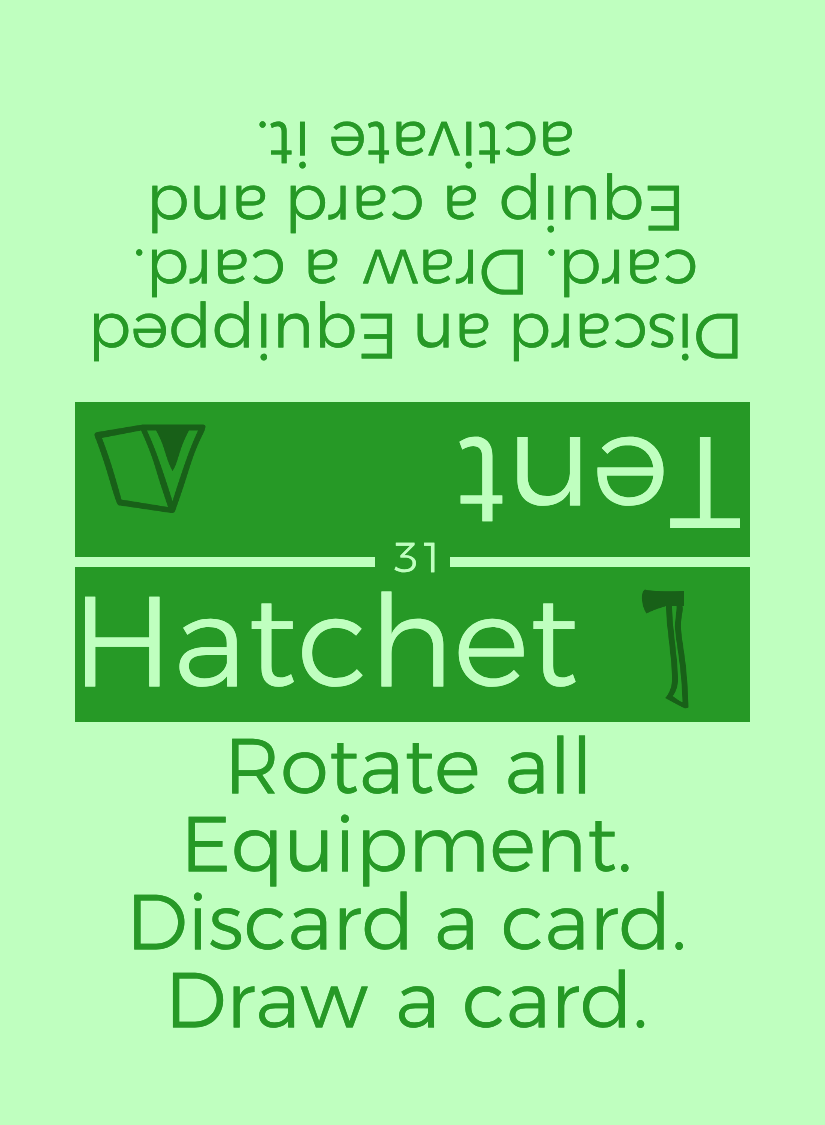 Discard an Equipped
card. Draw a card.
Equip a card and
activate it.
Tent
31
Hatchet
Rotate all
Equipment.
Discard a card.
Draw a card.